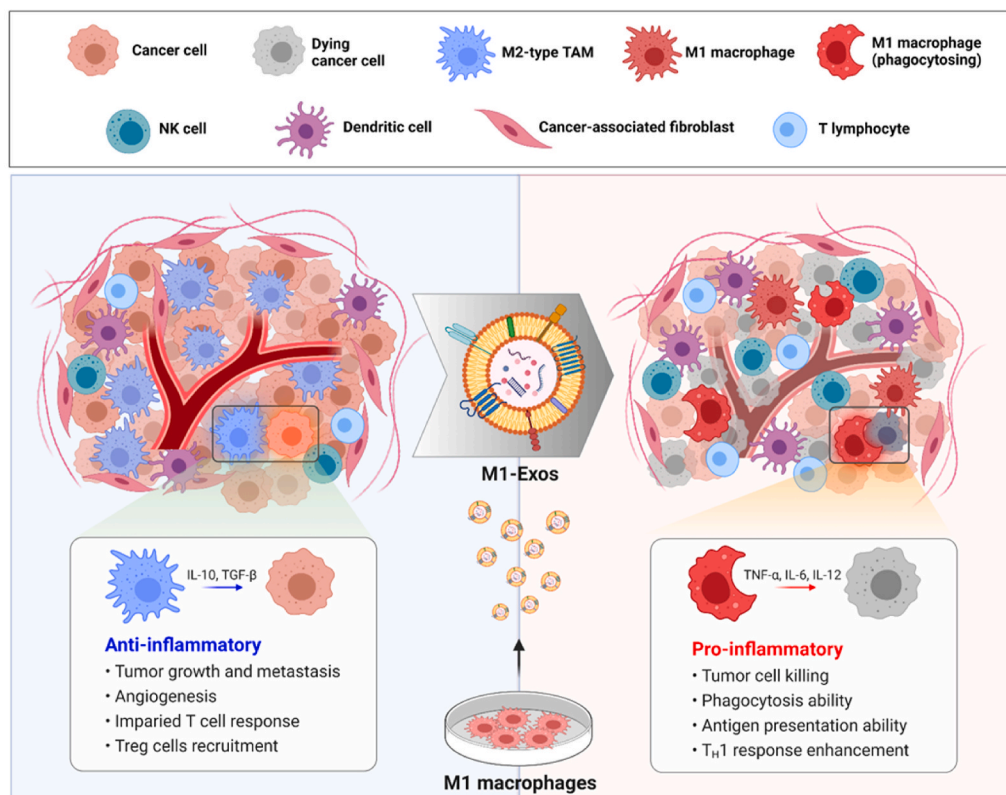 Cancer cell
Dying
cancer cell
M2-type TAM
M1 macrophage
M1 macrophage
(phagocytosing)
NK cell
Dendritic cell
Cancer-associated fibroblast
T lymphocyte
M1-Exos
IL-10, TGF-β
Anti-inflammatory
• Tumor growth and metastasis
• Angiogenesis
• Imparied T cell response
• Treg cells recruitment
M1 macrophages
TNF-α, IL-6, IL-12
Pro-inflammatory
• Tumor cell killing
• Phagocytosis ability
• Antigen presentation ability
• TH1 response enhancement